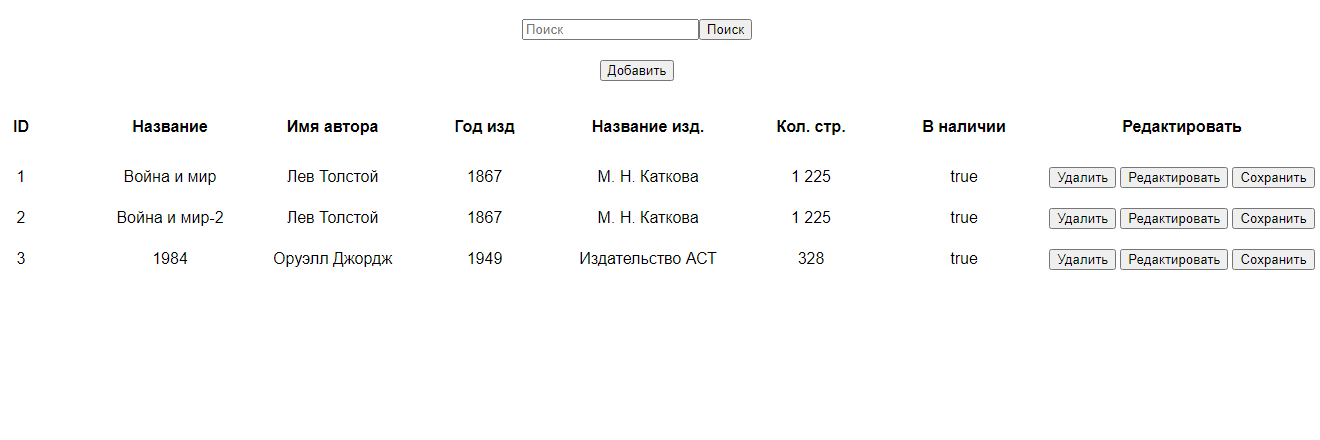 Поиск Поиск
Добавить
ID Название Имя автора Год изд Название изд. Кол. стр. В наличии Редактировать
1 Война и мир Лев Толстой 1867 М. Н. Каткова 1 225 true Удалить Редактировать Сохранить
2 Война и мир-2 Лев Толстой 1867 М. Н. Каткова 1 225 true Удалить Редактировать Сохранить
3 1984 Оруэлл Джордж 1949 Издательство АСТ 328 true Удалить Редактировать Сохранить